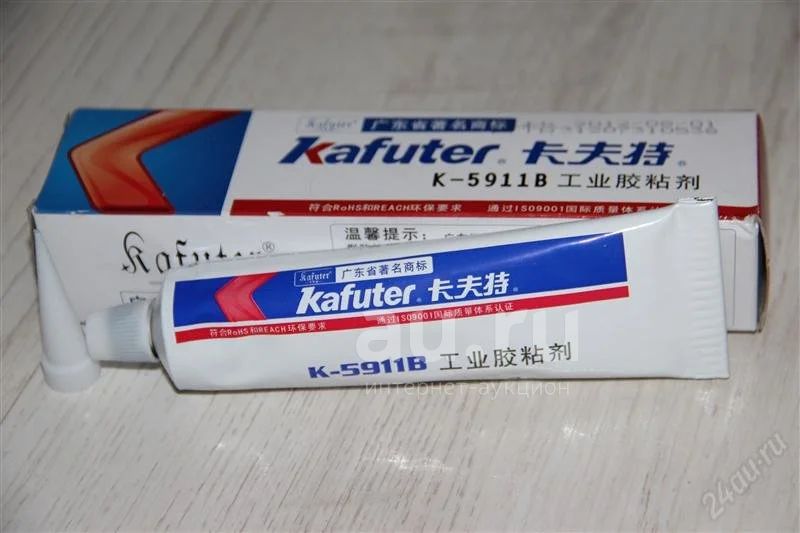 Kafuter 广东省著名商标
Kafuter® 卡夫特®
K-5911B 工业胶粘剂
符合RoHS和REACH环保要求 通过ISO9001国际质量体系认证
Kafuter®
温馨提示:
Kafuter 广东省著名商标
Kafuter® 卡夫特®
符合RoHS和REACH环保要求 通过ISO9001国际质量体系认证
K-5911B 工业胶粘剂
au.ru
интернет-аукцион
24au.ru